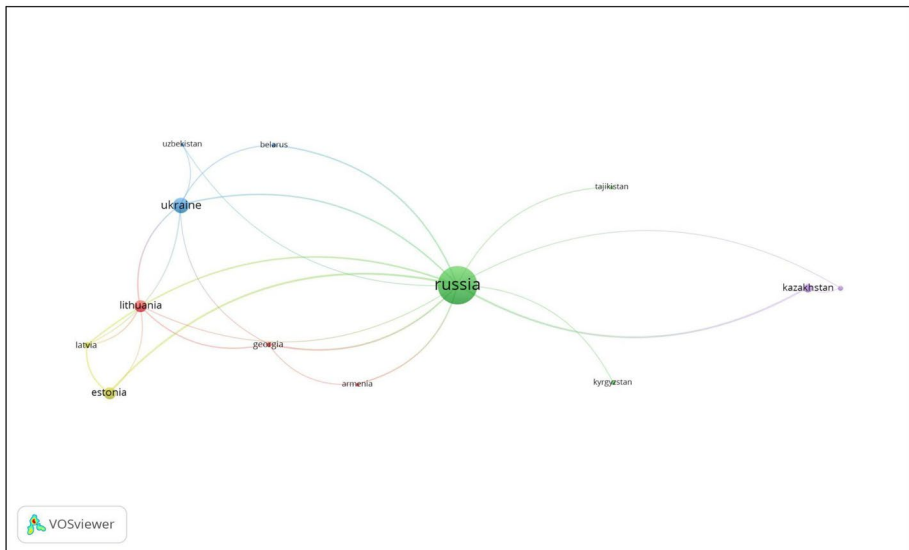 uzbekistan
belarus
ukraine
tajikistan
russia
kazakhstan
lithuania
latvia
georgia
armenia
kyrgyzstan
estonia
VOSviewer